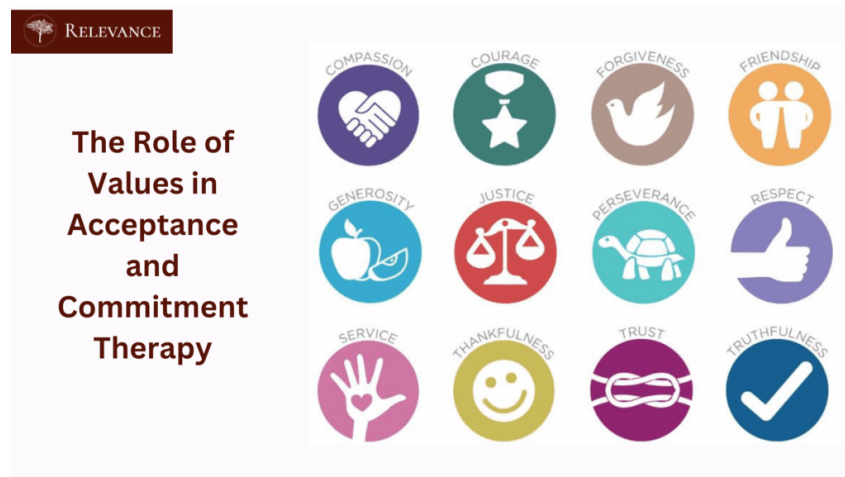 RELEVANCE
The Role of
Values in
Acceptance
and
Commitment
Therapy
COMPASSION
COURAGE
FORGIVENESS
FRIENDSHIP
GENEROSITY
JUSTICE
PERSEVERANCE
RESPECT
SERVICE
THANKFULNESS
TRUST
TRUTHFULNESS